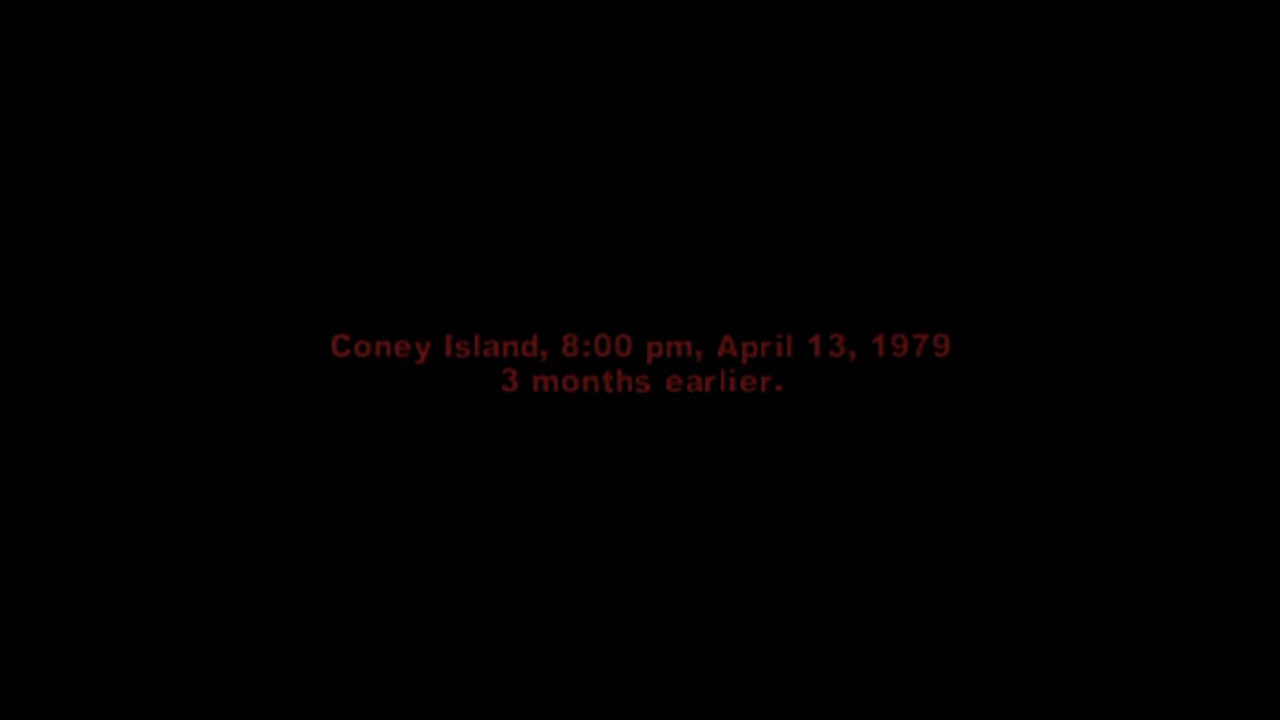 Coney Island, 8:00 pm, April 13, 1979
3 months earlier.